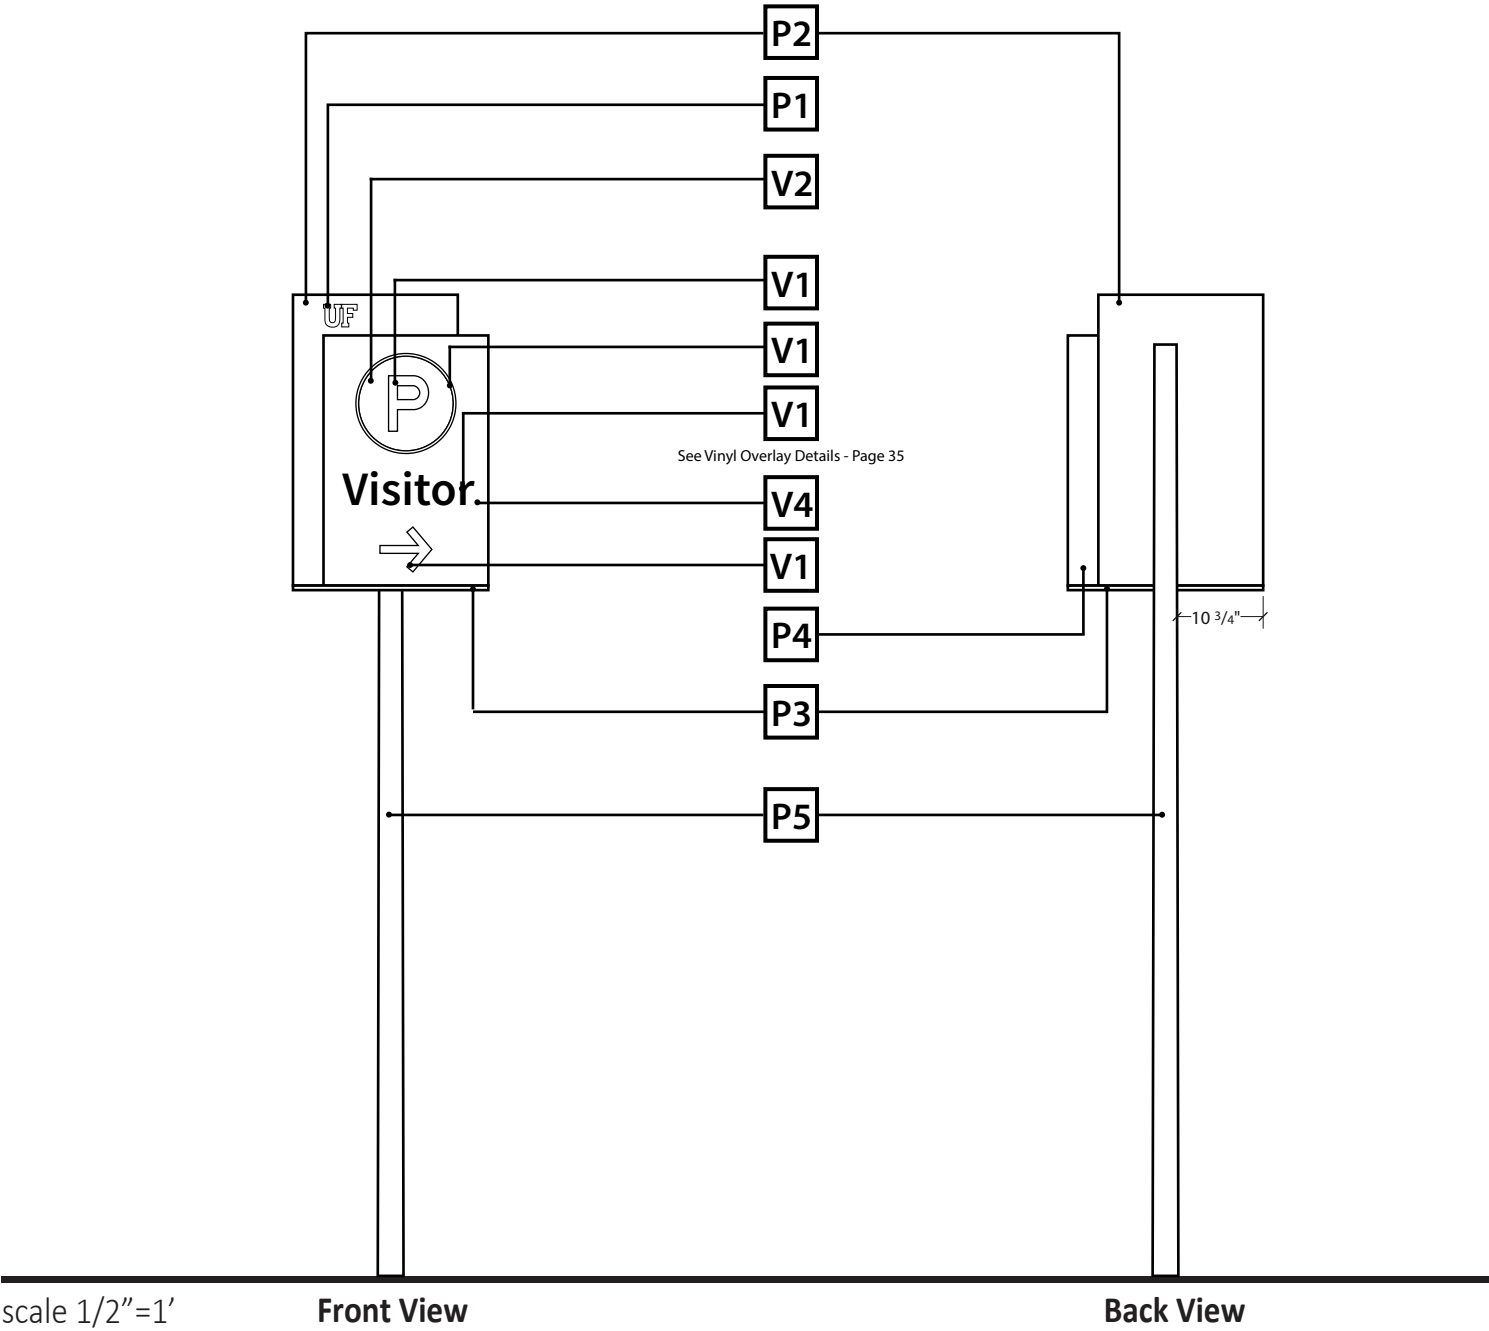 P2
P1
V2
V1
UF
V1
P
V1
See Vinyl Overlay Details - Page 35
Visitor
V4
V1
P4
10 3/4"
P3
P5
scale 1/2”=1’
Front View
Back View